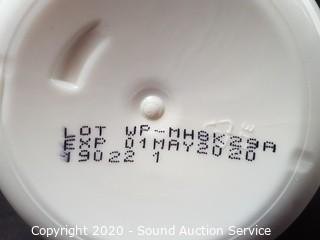 LOT WP-MH8K29A
EXP 01MAY2020
19022 1
Copyright 2020 - Sound Auction Service